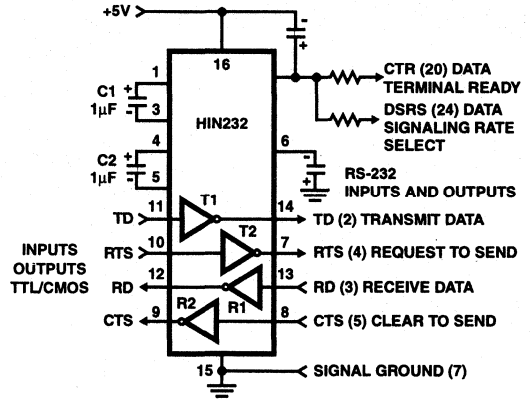 +5V
16
1
C1
+
-
1µF
3
HIN232
4
C2
+
-
1µF
5
-
+
CTR (20) DATA
TERMINAL READY
DSRS (24) DATA
SIGNALING RATE
SELECT
6
-
+
RS-232
INPUTS AND OUTPUTS
INPUTS
OUTPUTS
TTL/CMOS
TD 11 T1 14 TD (2) TRANSMIT DATA
RTS 10 T2 7 RTS (4) REQUEST TO SEND
RD 12 R1 13 RD (3) RECEIVE DATA
CTS 9 R2 8 CTS (5) CLEAR TO SEND
15 SIGNAL GROUND (7)